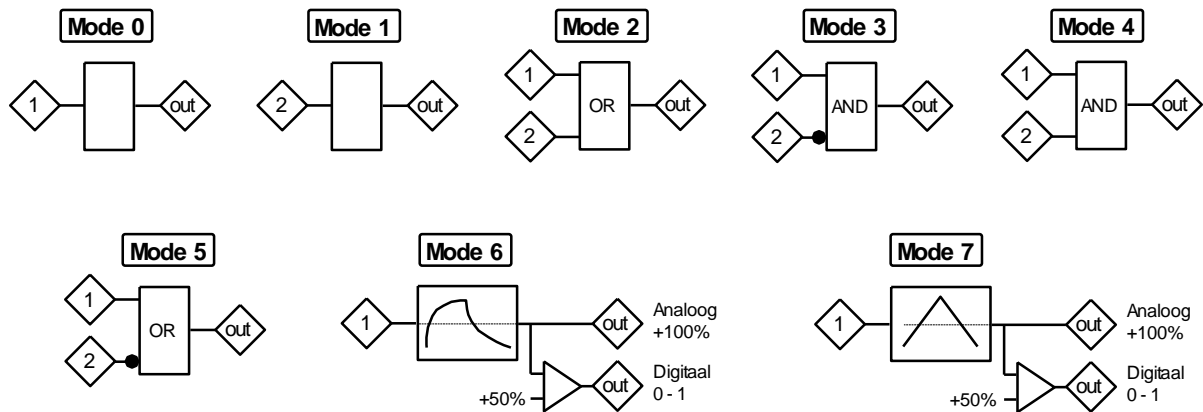 Mode 0
Mode 1
Mode 2
Mode 3
Mode 4
1
out
2
out
1
2
OR
out
1
2
AND
out
1
2
AND
out
Mode 5
Mode 6
Mode 7
1
2
OR
out
1
out
Analoog
+100%
+50%
out
Digitaal
0 - 1
1
out
Analoog
+100%
+50%
out
Digitaal
0 - 1